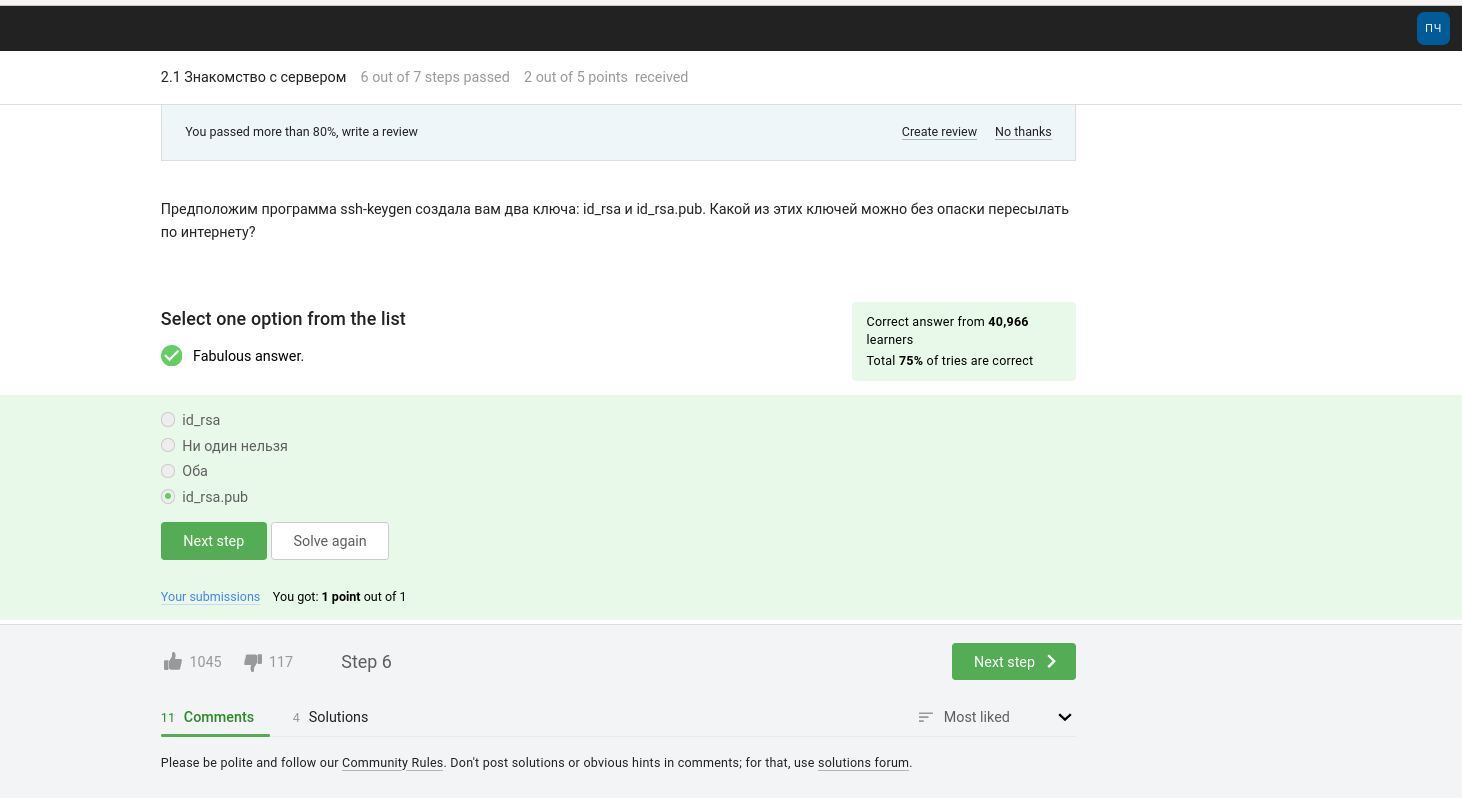 ПЧ
2.1 Знакомство с сервером 6 out of 7 steps passed 2 out of 5 points received
You passed more than 80%, write a review Create review No thanks
Предположим программа ssh-keygen создала вам два ключа: id_rsa и id_rsa.pub. Какой из этих ключей можно без опаски пересылать
по интернету?
Select one option from the list
Correct answer from 40,966
learners
Total 75% of tries are correct
Fabulous answer.
id_rsa
Ни один нельзя
Оба
id_rsa.pub
Next step Solve again
Your submissions You got: 1 point out of 1
1045 117 Step 6 Next step
11 Comments 4 Solutions Most liked
Please be polite and follow our Community Rules. Don't post solutions or obvious hints in comments; for that, use solutions forum.